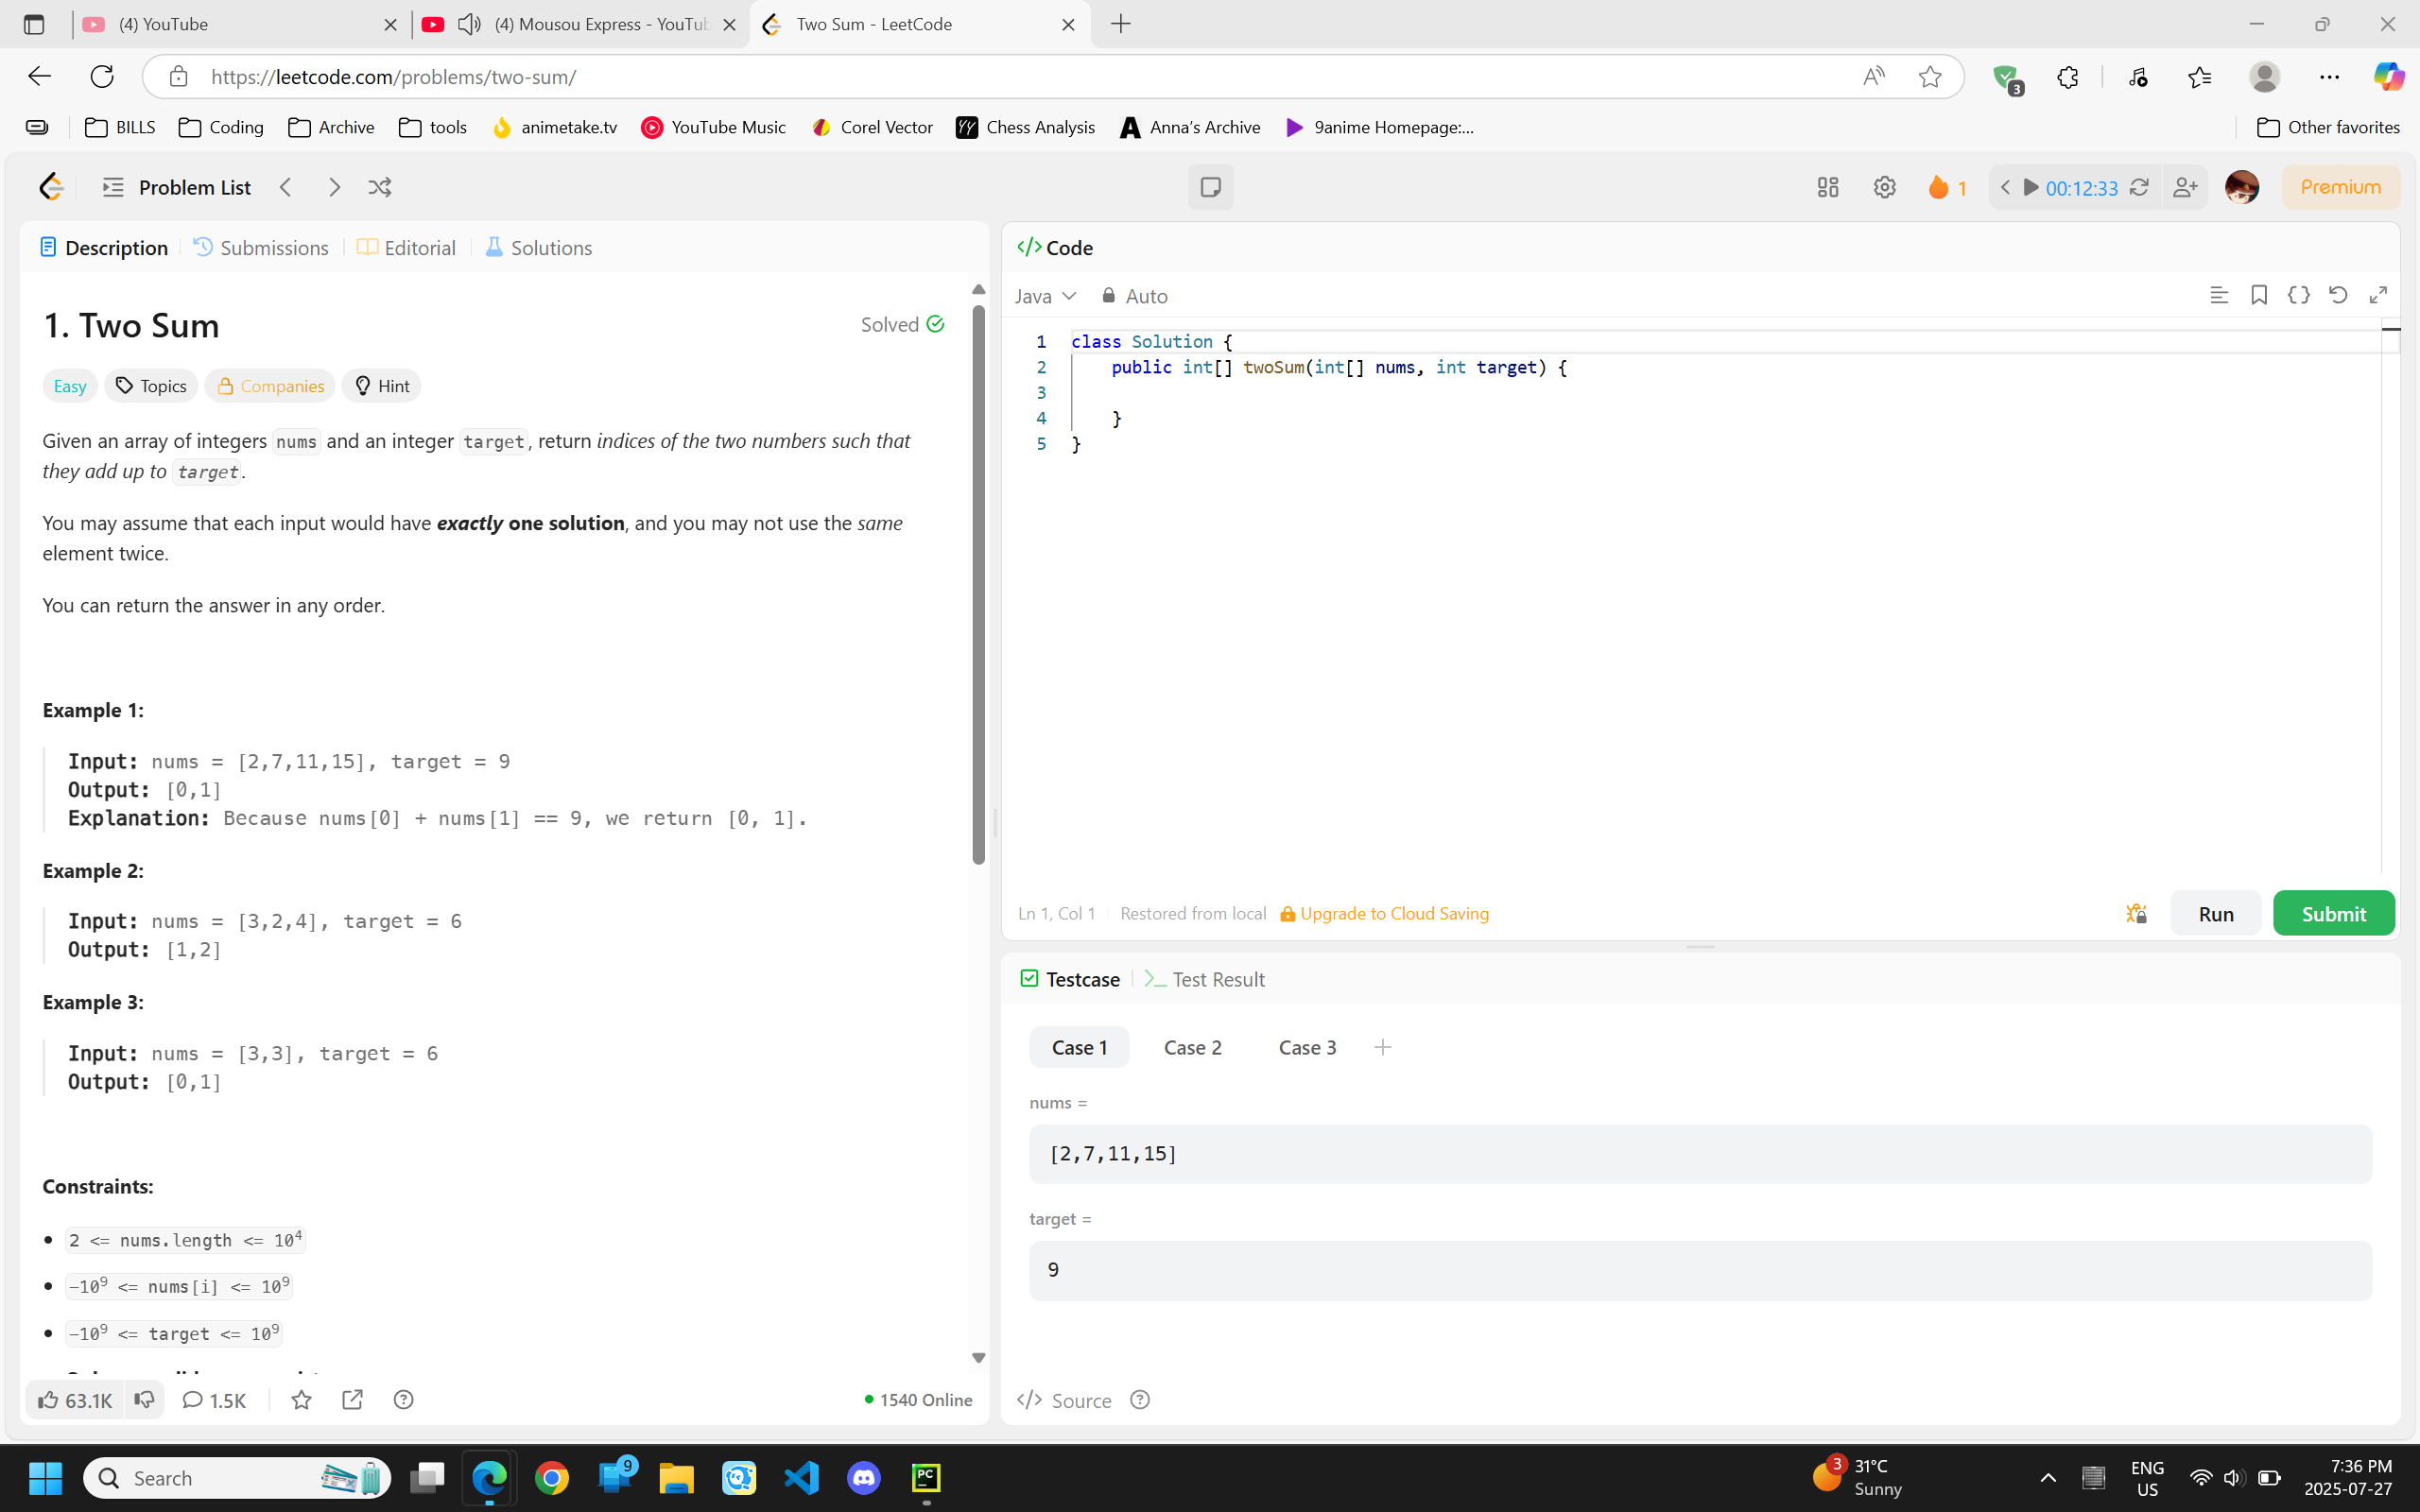 (4) YouTube
(4) Mousou Express - YouTub
Two Sum - LeetCode
https://leetcode.com/problems/two-sum/
3
BILLS
Coding
Archive
tools
animetake.tv
YouTube Music
Corel Vector
Chess Analysis
Anna's Archive
9anime Homepage:...
Other favorites
Problem List
1
00:12:33
Premium
Description
Submissions
Editorial
Solutions
1. Two Sum
Solved
Easy
Topics
Companies
Hint
Given an array of integers nums and an integer target, return indices of the two numbers such that
they add up to target.
You may assume that each input would have exactly one solution, and you may not use the same
element twice.
You can return the answer in any order.
Example 1:
Input: nums = [2,7,11,15], target = 9
Output: [0,1]
Explanation: Because nums[0] + nums[1] == 9, we return [0, 1].
Example 2:
Input: nums = [3,2,4], target = 6
Output: [1,2]
Example 3:
Input: nums = [3,3], target = 6
Output: [0,1]
Constraints:
• 2 <= nums.length <= 10⁴
• -10⁹ <= nums[i] <= 10⁹
• -10⁹ <= target <= 10⁹
63.1K
1.5K
1540 Online
</> Code
Java
Auto
1 class Solution {
2 public int[] twoSum(int[] nums, int target) {
3
4 }
5 }
Ln 1, Col 1
Restored from local
Upgrade to Cloud Saving
Run
Submit
Testcase
>_ Test Result
Case 1
Case 2
Case 3
nums =
[2,7,11,15]
target =
9
</> Source
Search
9
PC
3
31°C
Sunny
ENG
US
7:36 PM
2025-07-27